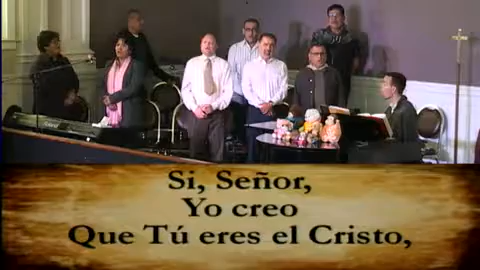 Si, Señor,
Yo creo
Que Tú eres el Cristo,